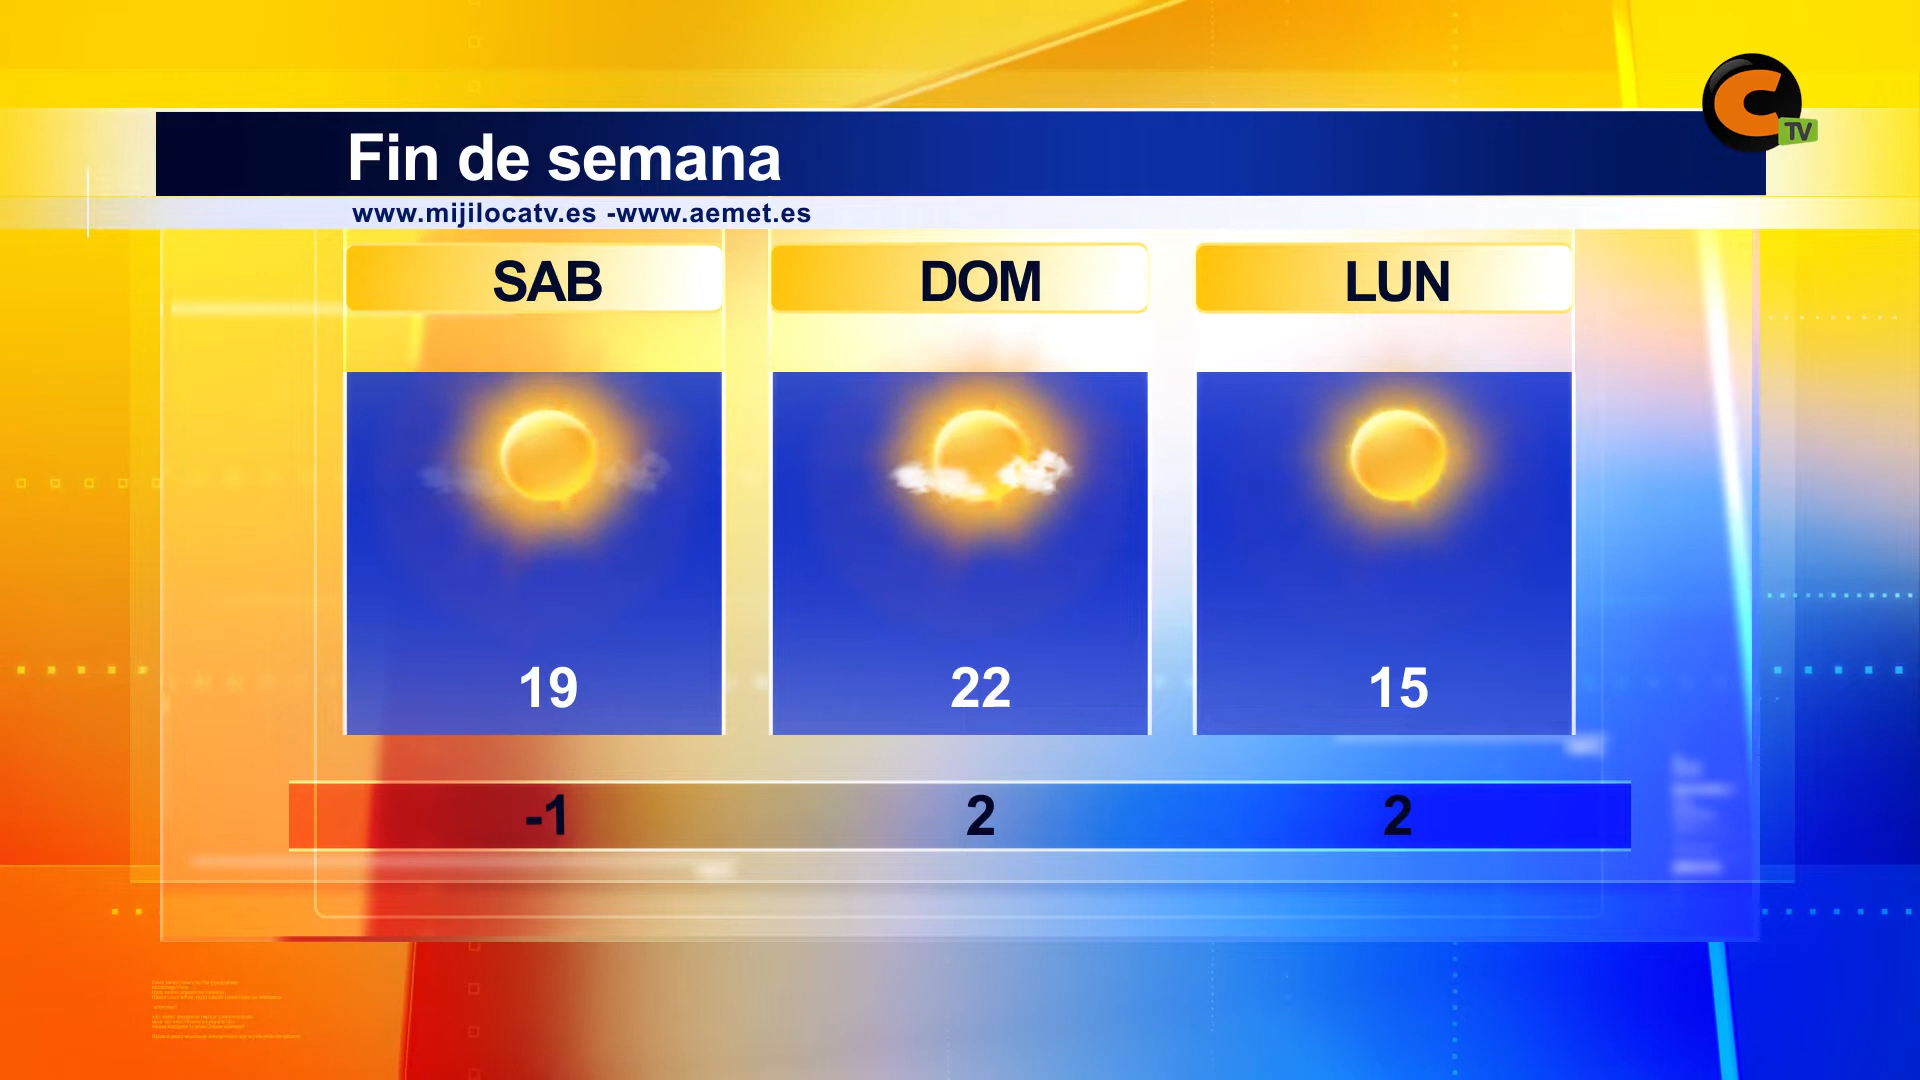 C TV
Fin de semana
www.mijilocatv.es -www.aemet.es
SAB DOM LUN
19 22 15
-1 2 2